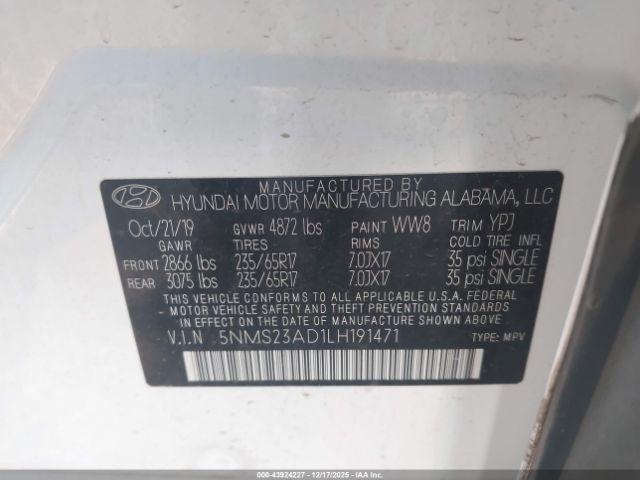 MANUFACTURED BY
HYUNDAI MOTOR MANUFACTURING ALABAMA, LLC
Oct/21/19 GVWR 4872 lbs PAINT WW8 TRIM YPJ
GAWR TIRES RIMS COLD TIRE INFL
FRONT 2866 lbs 235/65R17 7.0JX17 35 psi SINGLE
REAR 3075 lbs 235/65R17 7.0JX17 35 psi SINGLE
THIS VEHICLE CONFORMS TO ALL APPLICABLE U.S.A. FEDERAL
MOTOR VEHICLE SAFETY BUMPER, AND THEFT PREVENTION STANDARDS
IN EFFECT ON THE DATE OF MANUFACTURE SHOWN ABOVE.
V.I.N 5NMS23AD1LH191471 TYPE: MPV
000-43924227 - 12/17/2025 - IAA Inc.